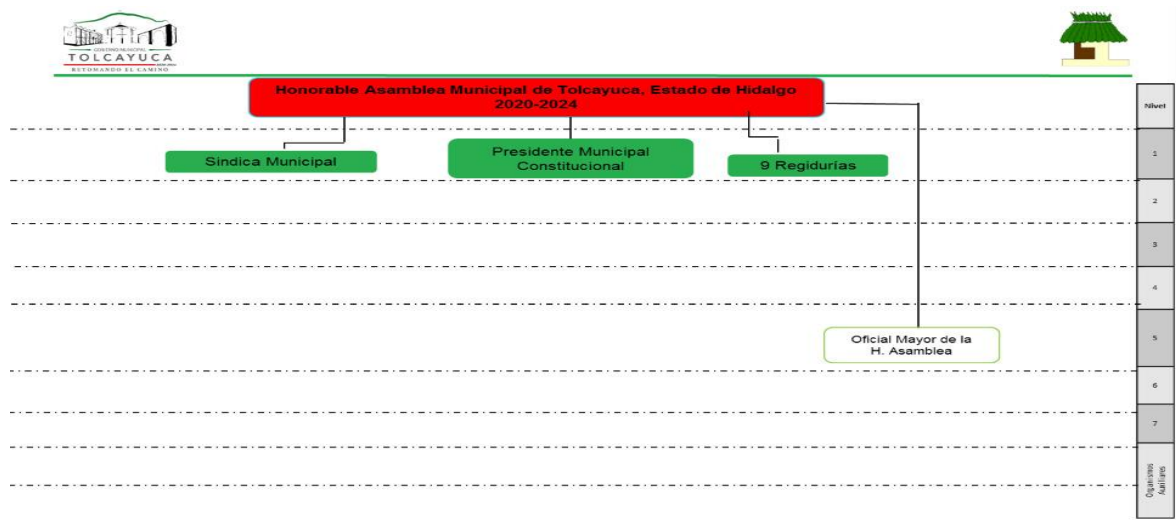 TOLCAYUCA
RETOMANDO EL CAMINO
Honorable Asamblea Municipal de Tolcayuca, Estado de Hidalgo
2020-2024
Nivel
Sindica Municipal
Presidente Municipal
Constitucional
9 Regidurías
1
2
3
4
Oficial Mayor de la
H. Asamblea
5
6
7
Organismos
Auxiliares